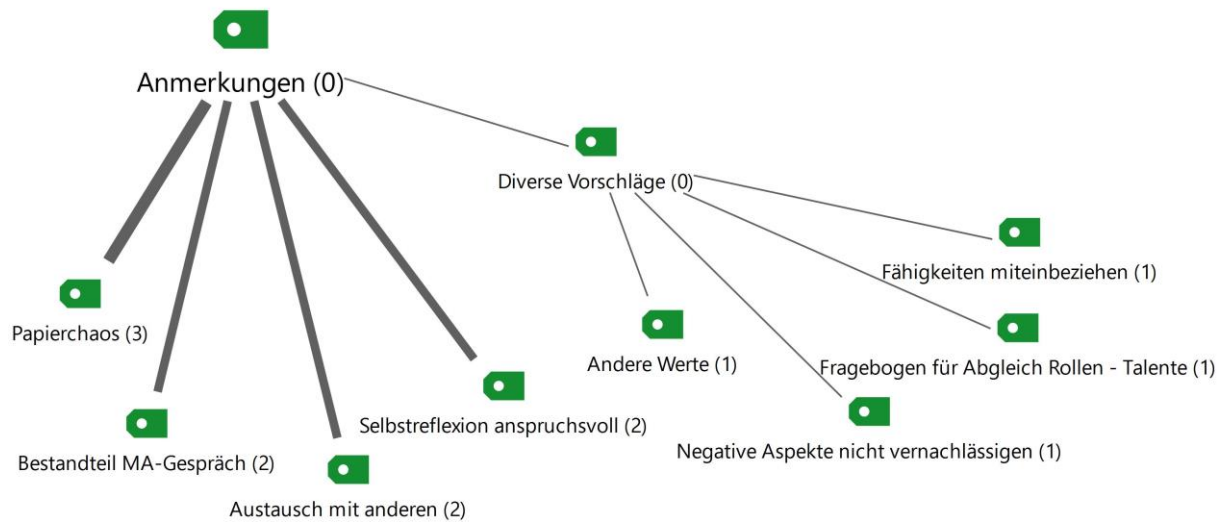 Anmerkungen (0)
Diverse Vorschläge (0)
Fähigkeiten miteinbeziehen (1)
Papierchaos (3)
Andere Werte (1)
Fragebogen für Abgleich Rollen - Talente (1)
Selbstreflexion anspruchsvoll (2)
Negative Aspekte nicht vernachlässigen (1)
Bestandteil MA-Gespräch (2)
Austausch mit anderen (2)